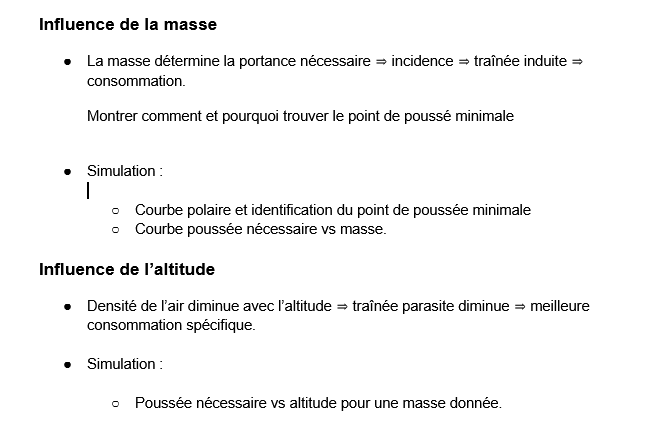 Influence de la masse
● La masse détermine la portance nécessaire ⇒ incidence ⇒ traînée induite ⇒
consommation.
Montrer comment et pourquoi trouver le point de poussé minimale
● Simulation :
○ Courbe polaire et identification du point de poussée minimale
○ Courbe poussée nécessaire vs masse.
Influence de l’altitude
● Densité de l’air diminue avec l’altitude ⇒ traînée parasite diminue ⇒ meilleure
consommation spécifique.
● Simulation :
○ Poussée nécessaire vs altitude pour une masse donnée.